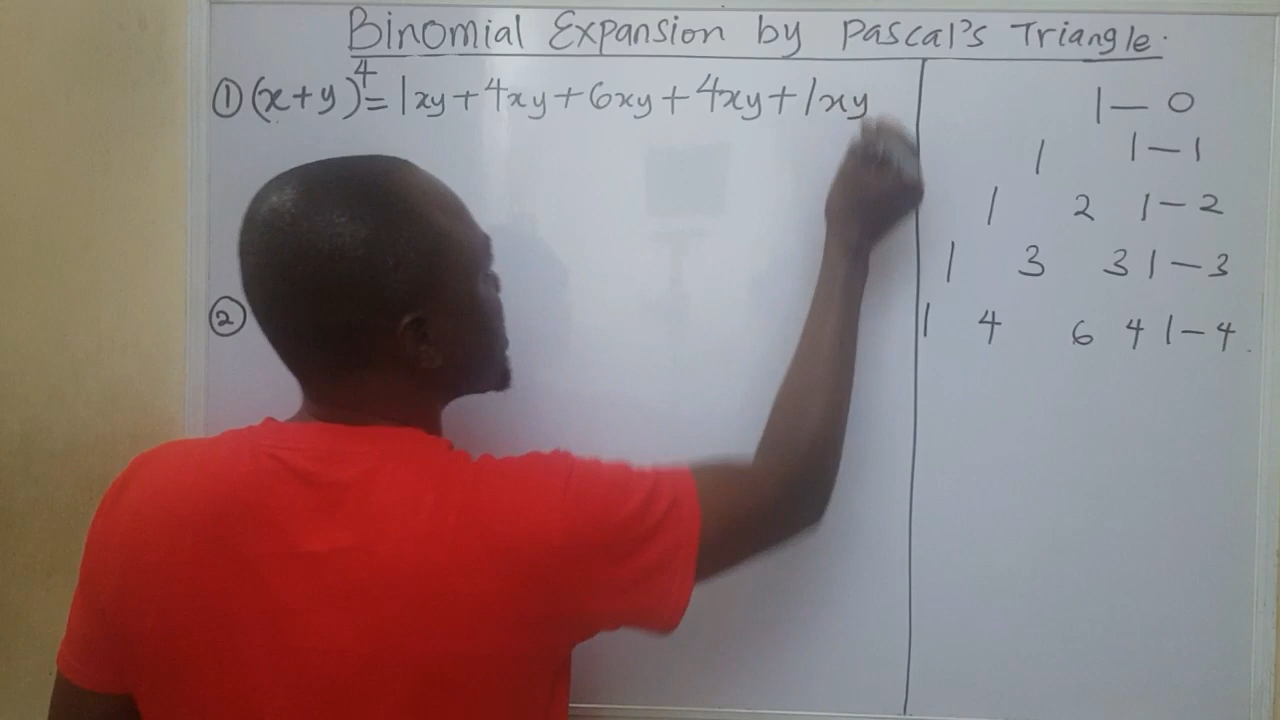 Binomial Expansion by Pascal's Triangle.
① (x+y)⁴ = 1xy + 4xy + 6xy + 4xy + 1xy
②
1 — 0
1 1 — 1
1 2 1 — 2
1 3 3 1 — 3
1 4 6 4 1 — 4.